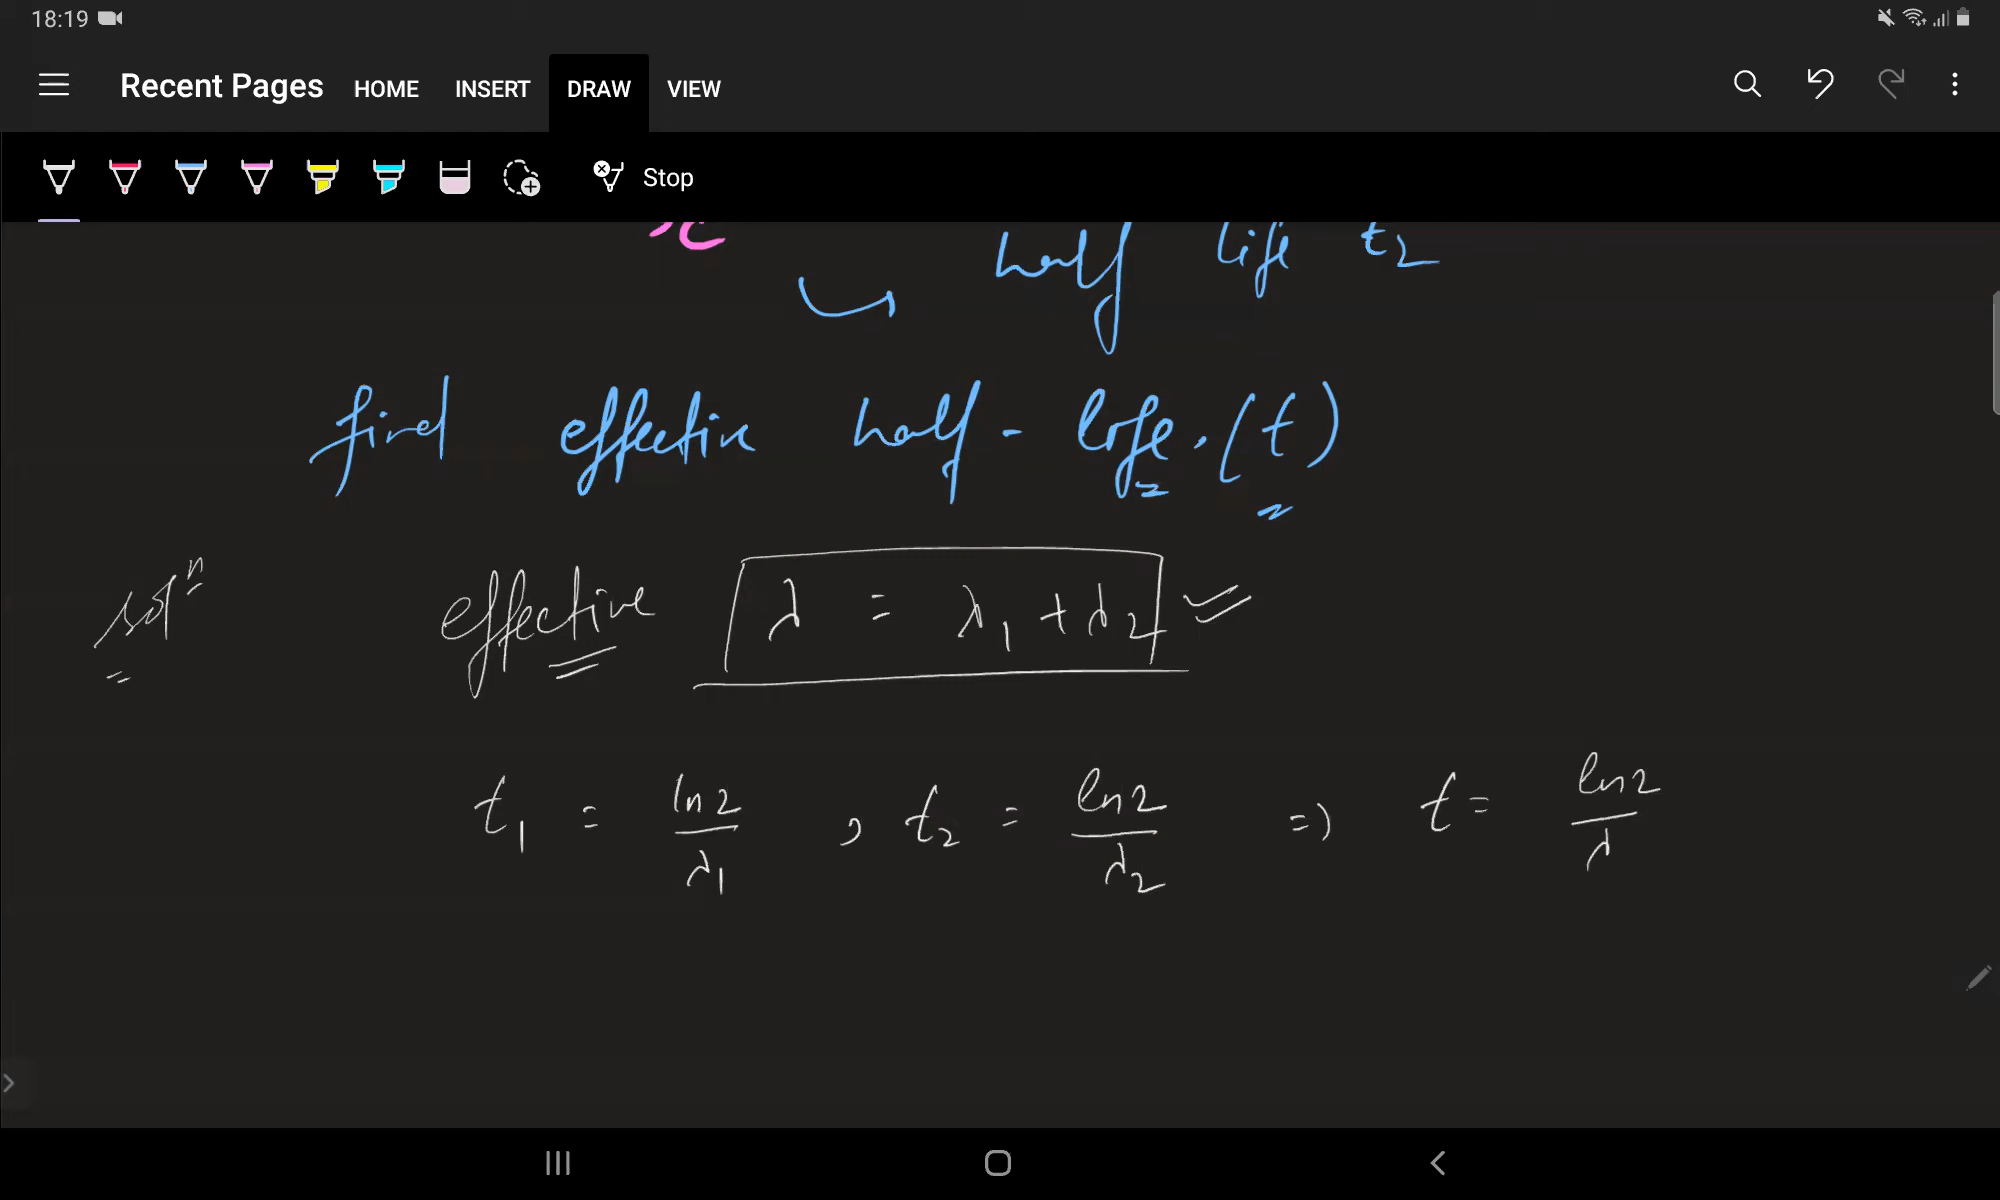 18:19
Recent Pages HOME INSERT DRAW VIEW
Stop
half life t₂
find effective half-life. (t)
solⁿ effective λ = λ₁ + λ₂
t₁ = ln2/λ₁ , t₂ = ln2/λ₂ => t = ln2/λ